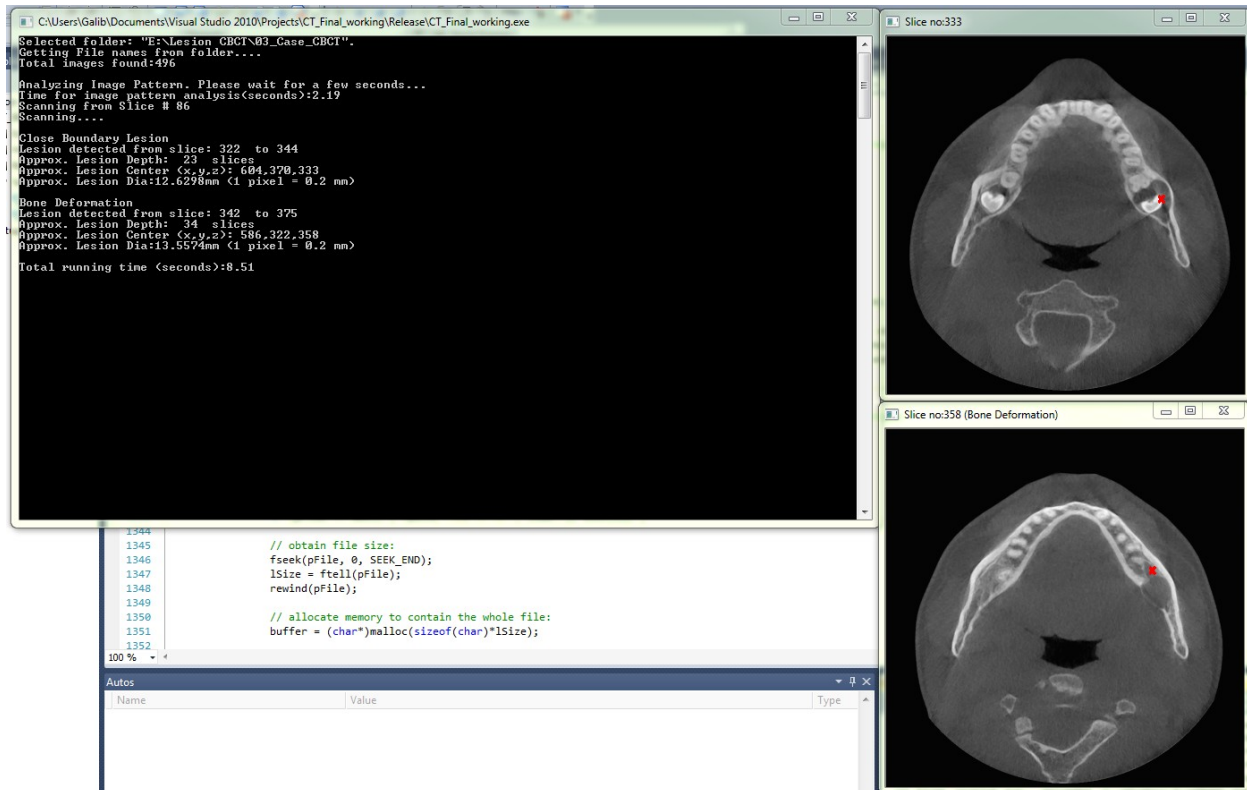 C:\Users\Galib\Documents\Visual Studio 2010\Projects\CT_Final_working\Release\CT_Final_working.exe
Selected folder: "E:\Lesion CBCT\03_Case_CBCT".
Getting File names from folder....
Total images found:496
Analyzing Image Pattern. Please wait for a few seconds...
Time for image pattern analysis(seconds):2.19
Scanning from Slice # 86
Scanning....
Close Boundary Lesion
Lesion detected from slice: 322  to 344
Approx. Lesion Depth:  23  slices
Approx. Lesion Center (x,y,z): 604,370,333
Approx. Lesion Dia:12.6298mm (1 pixel = 0.2 mm)
Bone Deformation
Lesion detected from slice: 342  to 375
Approx. Lesion Depth:  34  slices
Approx. Lesion Center (x,y,z): 586,322,358
Approx. Lesion Dia:13.5574mm (1 pixel = 0.2 mm)
Total running time (seconds):8.51
Slice no:333
Slice no:358 (Bone Deformation)
1344
1345 // obtain file size:
1346 fseek(pFile, 0, SEEK_END);
1347 lSize = ftell(pFile);
1348 rewind(pFile);
1349
1350 // allocate memory to contain the whole file:
1351 buffer = (char*)malloc(sizeof(char)*lSize);
1352
100 %
Autos
Name Value Type